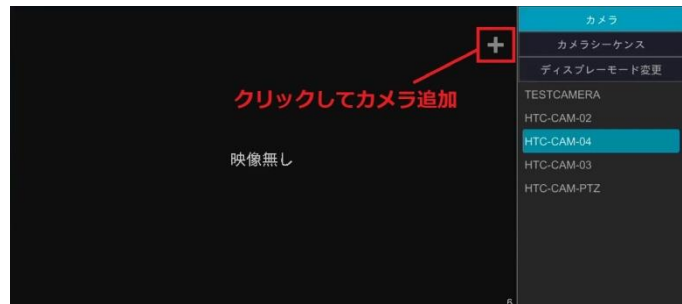 カメラ
カメラシーケンス
ディスプレーモード変更
クリックしてカメラ追加
映像無し
TESTCAMERA
HTC-CAM-02
HTC-CAM-04
HTC-CAM-03
HTC-CAM-PTZ
6